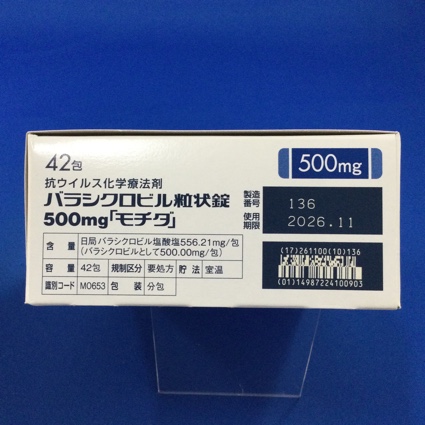 42包
抗ウイルス化学療法剤
バラシクロビル粒状錠
500mg「モチダ」
含量 日局 バラシクロビル塩酸塩556.21mg/包
(バラシクロビルとして500.00mg/包)
容量 42包 規制区分 要処方 貯法 室温
識別コード MO653 包装 分包
500mg
製造番号 136
使用期限 2026.11
(17)261100(10)136
(01)14987224100903